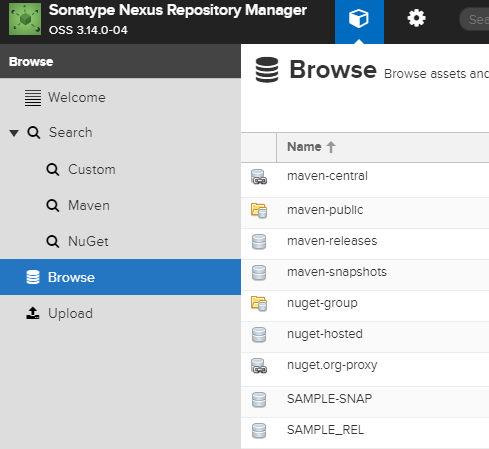 Sonatype Nexus Repository Manager
OSS 3.14.0-04
Sea
Browse
Welcome
Search
Custom
Maven
NuGet
Browse
Upload
Browse Browse assets and
Name
maven-central
maven-public
maven-releases
maven-snapshots
nuget-group
nuget-hosted
nuget.org-proxy
SAMPLE-SNAP
SAMPLE_REL